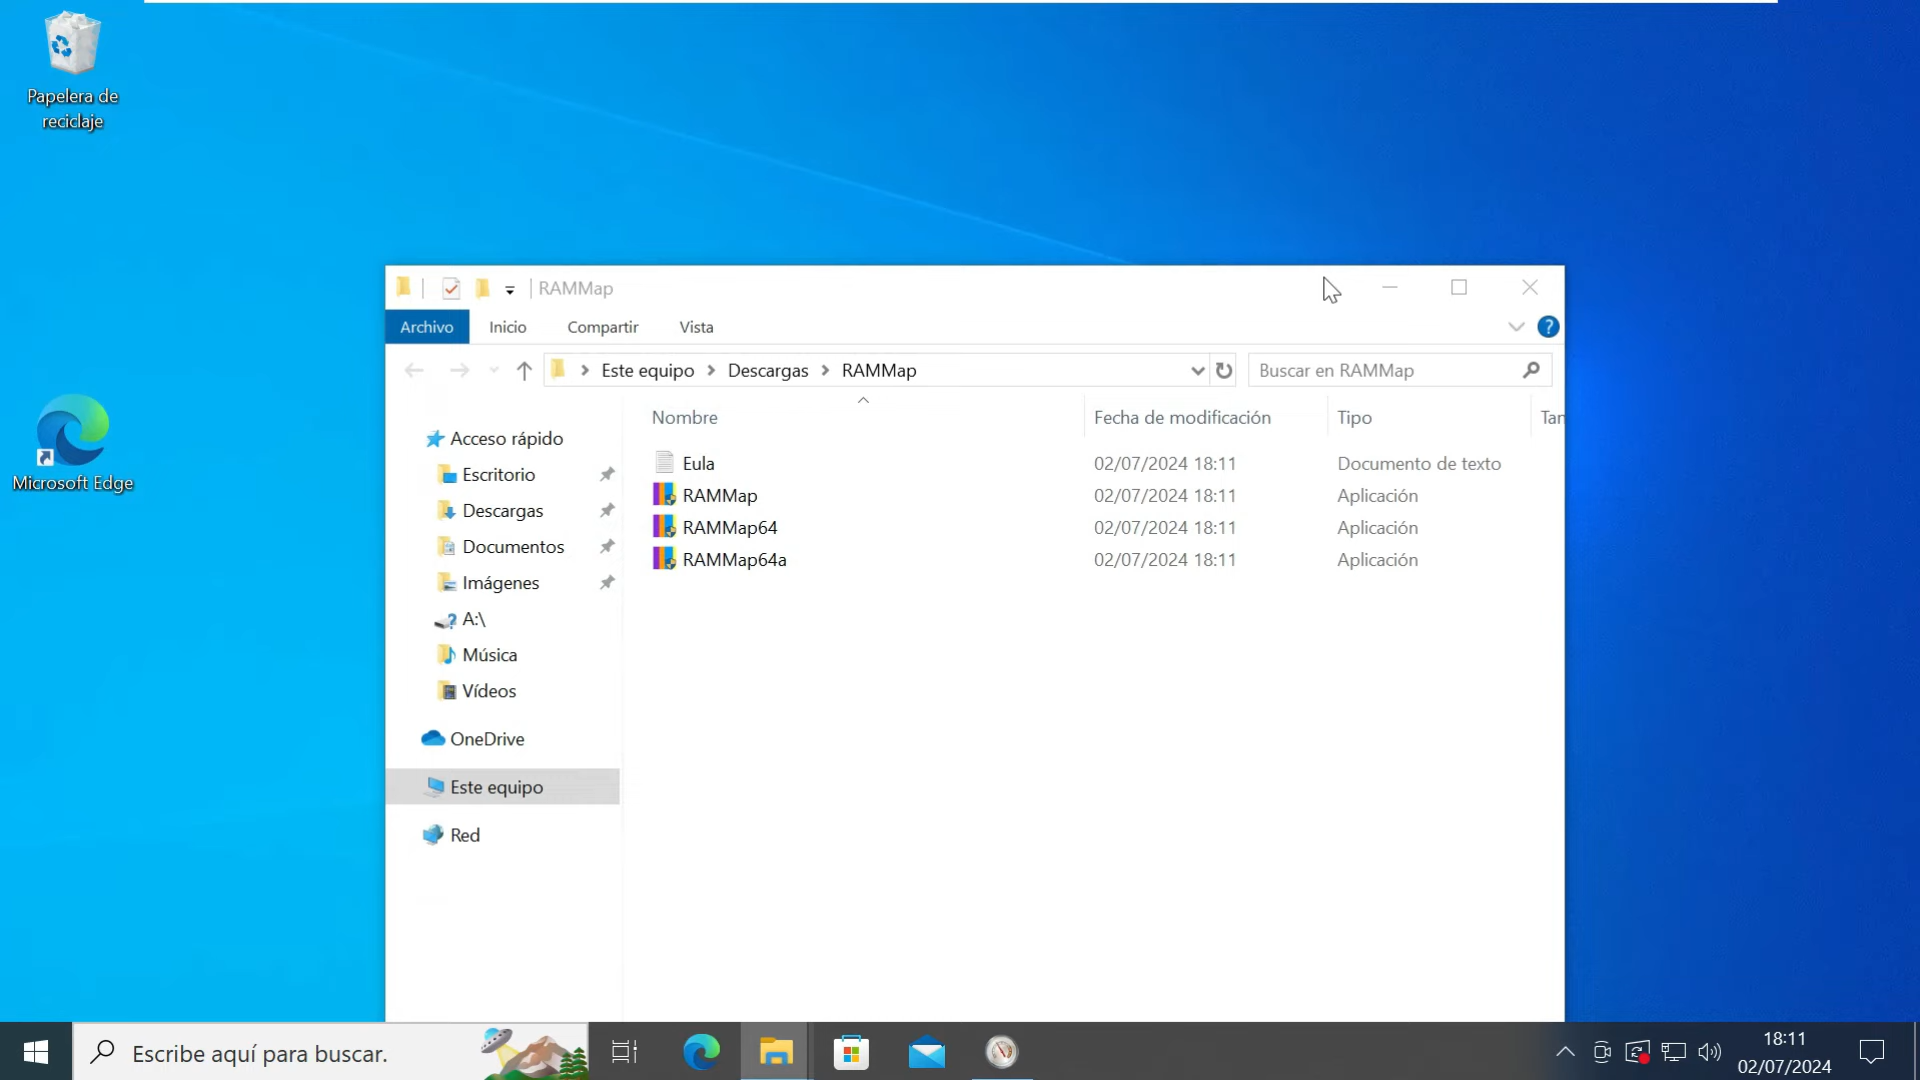 Papelera de
reciclaje
Microsoft Edge
RAMMap
Archivo
Inicio
Compartir
Vista
Este equipo
Descargas
RAMMap
Buscar en RAMMap
Nombre
Fecha de modificación
Tipo
Tan
Acceso rápido
Escritorio
Descargas
Documentos
Imágenes
A:\
Música
Vídeos
OneDrive
Este equipo
Red
Eula 02/07/2024 18:11 Documento de texto
RAMMap 02/07/2024 18:11 Aplicación
RAMMap64 02/07/2024 18:11 Aplicación
RAMMap64a 02/07/2024 18:11 Aplicación
Escribe aquí para buscar.
18:11
02/07/2024